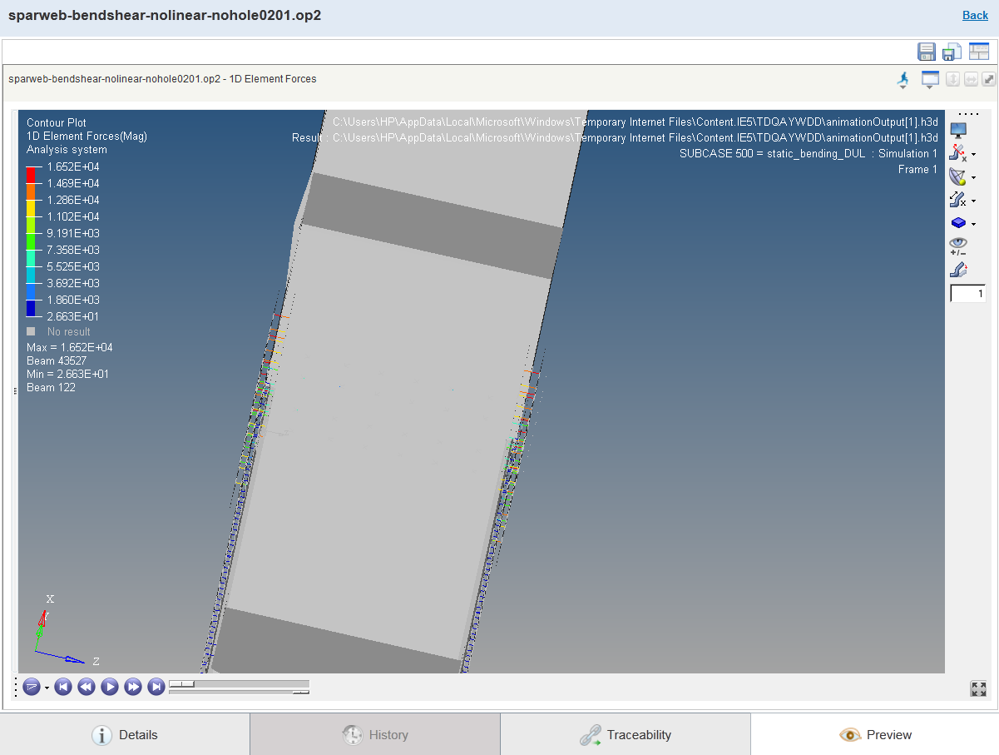 sparweb-bendshear-nolinear-nohole0201.op2
Back
sparweb-bendshear-nolinear-nohole0201.op2 - 1D Element Forces
Contour Plot
1D Element Forces(Mag)
Analysis system
1.652E+04
1.469E+04
1.286E+04
1.102E+04
9.191E+03
7.358E+03
5.525E+03
3.692E+03
1.860E+03
2.663E+01
No result
Max = 1.652E+04
Beam 43527
Min = 2.663E+01
Beam 122
C:\Users\HP\AppData\Local\Microsoft\Windows\Temporary Internet Files\Content.IE5\TDQAYWDD\animationOutput[1].h3d
Result : C:\Users\HP\AppData\Local\Microsoft\Windows\Temporary Internet Files\Content.IE5\TDQAYWDD\animationOutput[1].h3d
SUBCASE 500 = static_bending_DUL : Simulation 1
Frame 1
1
X
Y
Z
Details
History
Traceability
Preview